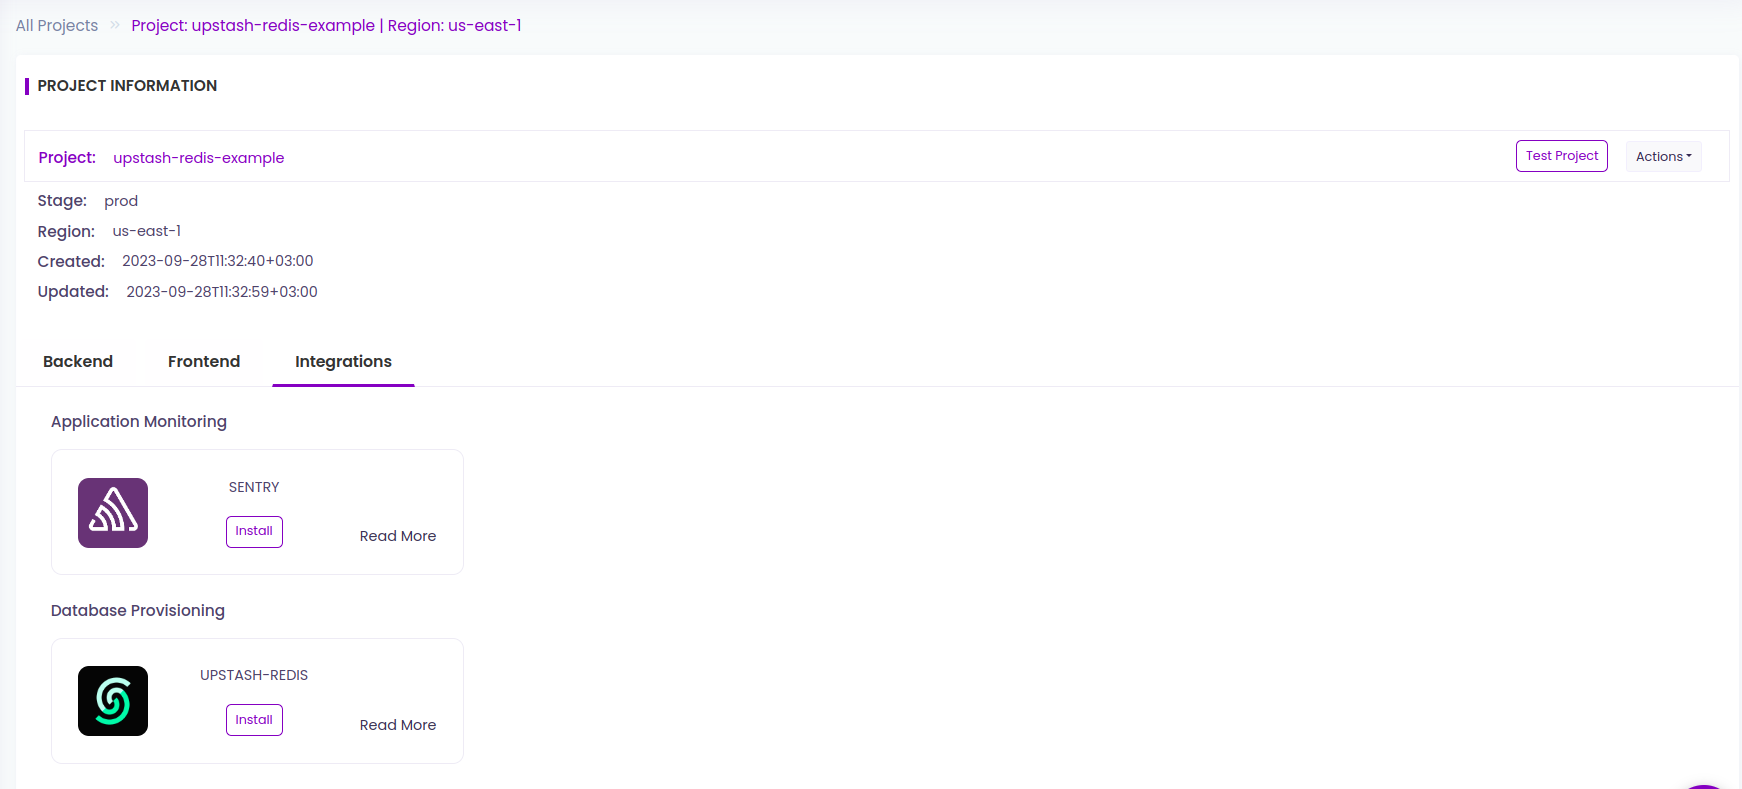 All Projects » Project: upstash-redis-example | Region: us-east-1
PROJECT INFORMATION
Project: upstash-redis-example Test Project Actions
Stage: prod
Region: us-east-1
Created: 2023-09-28T11:32:40+03:00
Updated: 2023-09-28T11:32:59+03:00
Backend Frontend Integrations
Application Monitoring
SENTRY
Install Read More
Database Provisioning
UPSTASH-REDIS
Install Read More